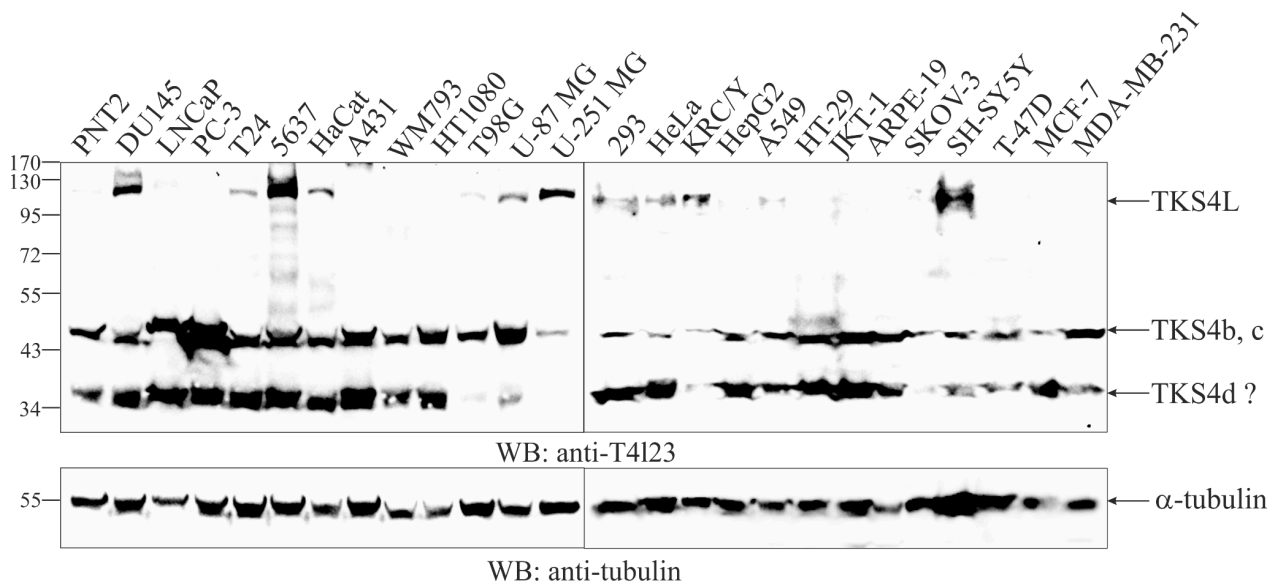 PNT2
DU145
LNCaP
PC-3
T24
5637
HaCat
A431
WM793
HT1080
T98G
U-87 MG
U-251 MG
293
HeLa
KRC/Y
HepG2
A549
HT-29
JKT-1
ARPE-19
SKOV-3
SH-SY5Y
T-47D
MCF-7
MDA-MB-231
170
130
95
72
55
43
34
TKS4L
TKS4b, c
TKS4d ?
WB: anti-T4l23
55
α-tubulin
WB: anti-tubulin